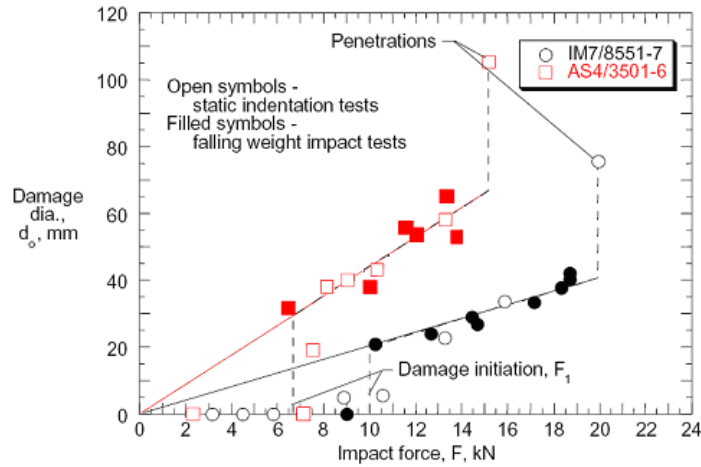 120
100
80
60
40
20
0
Damage
dia.,
d₀, mm
Penetrations
IM7/8551-7
AS4/3501-6
Open symbols -
static indentation tests
Filled symbols -
falling weight impact tests
Damage initiation, F₁
0 2 4 6 8 10 12 14 16 18 20 22 24
Impact force, F, kN